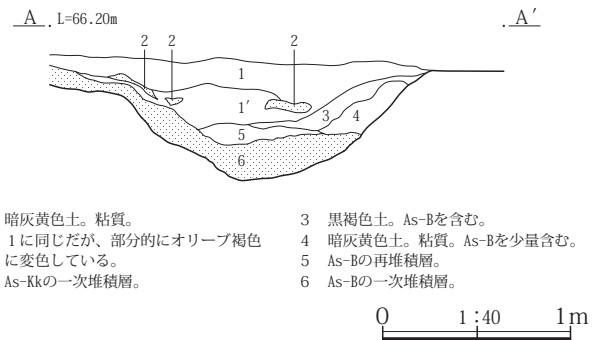 A L=66.20m A′
2 2 2
1
1′
3 4
5
6
暗灰黄色土。粘質。
１に同じだが、部分的にオリーブ褐色
に変色している。
As-Kkの一次堆積層。
3 黒褐色土。As-Bを含む。
4 暗灰黄色土。粘質。As-Bを少量含む。
5 As-Bの再堆積層。
6 As-Bの一次堆積層。
0 1:40 1m